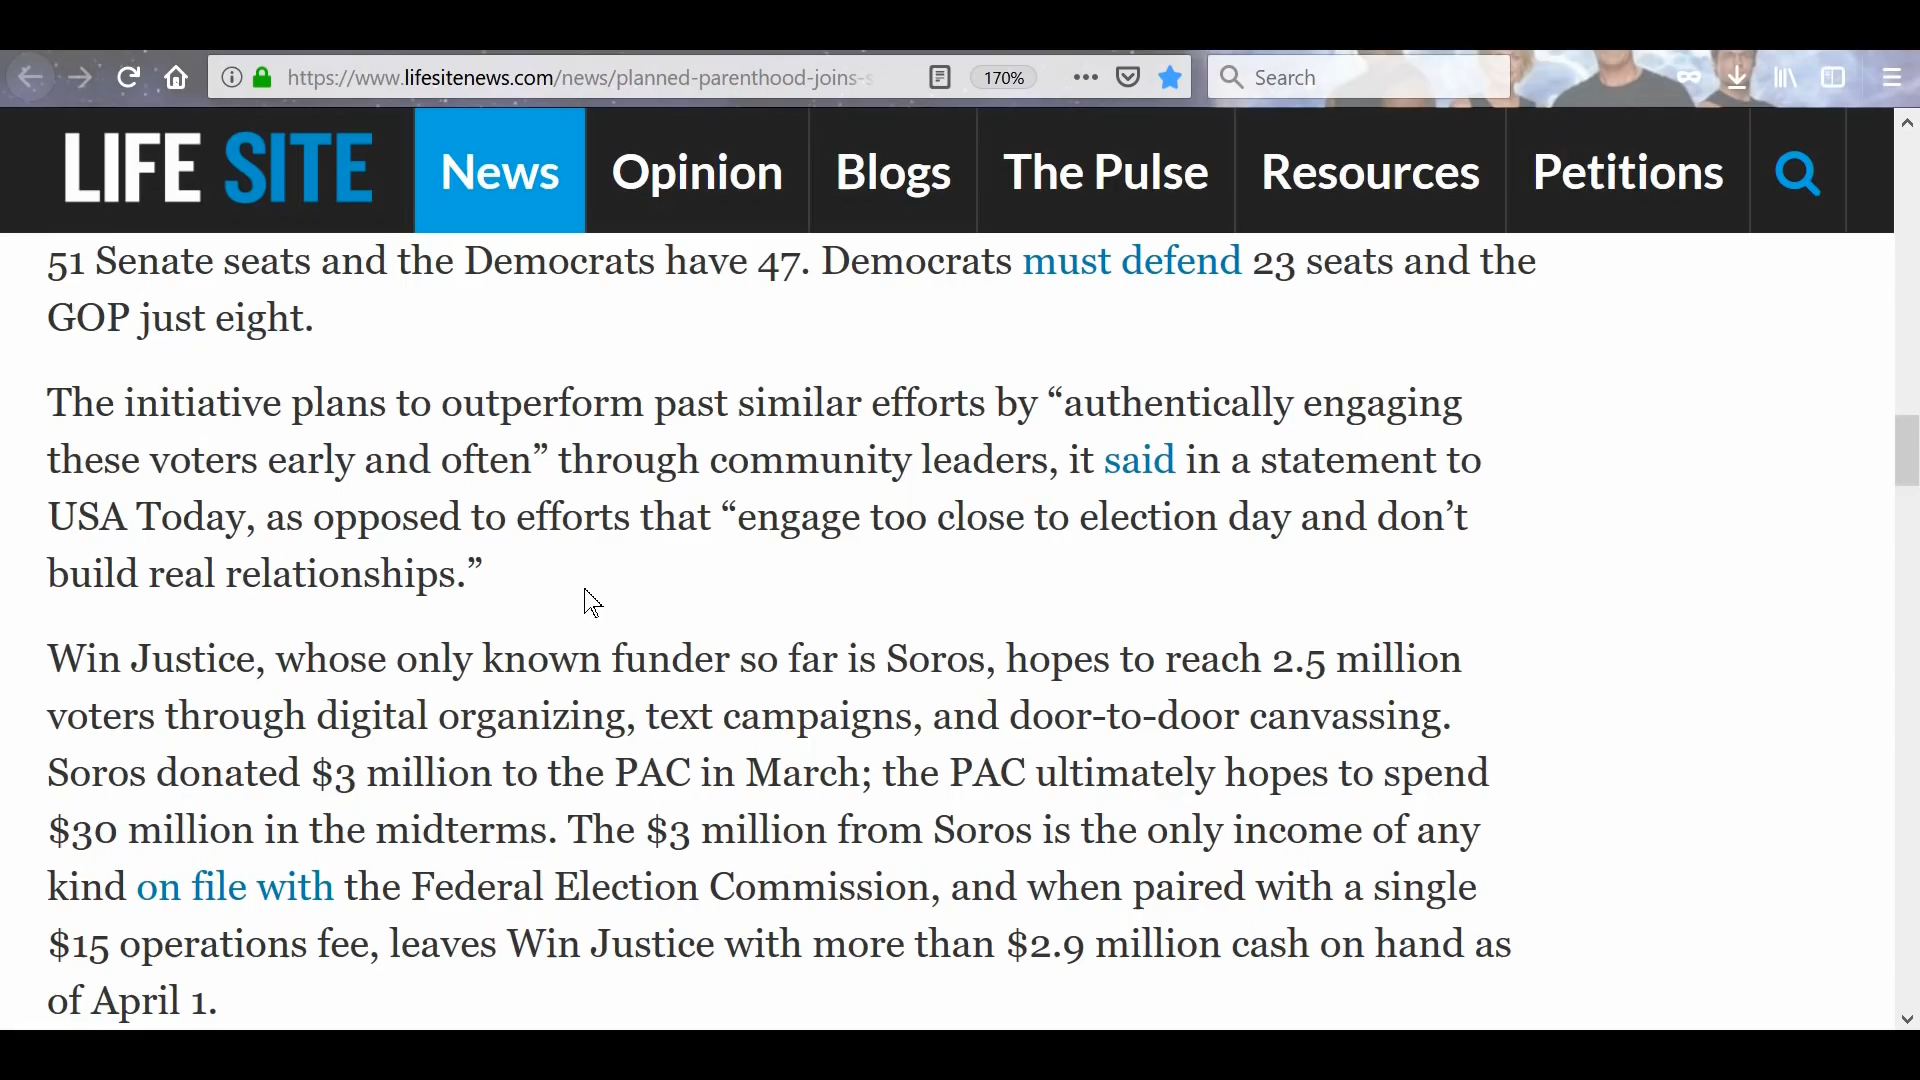 https://www.lifesitenews.com/news/planned-parenthood-joins-s
170%
Search
LIFE SITE
News
Opinion
Blogs
The Pulse
Resources
Petitions
51 Senate seats and the Democrats have 47. Democrats must defend 23 seats and the
GOP just eight.
The initiative plans to outperform past similar efforts by “authentically engaging
these voters early and often” through community leaders, it said in a statement to
USA Today, as opposed to efforts that “engage too close to election day and don’t
build real relationships.”
Win Justice, whose only known funder so far is Soros, hopes to reach 2.5 million
voters through digital organizing, text campaigns, and door-to-door canvassing.
Soros donated $3 million to the PAC in March; the PAC ultimately hopes to spend
$30 million in the midterms. The $3 million from Soros is the only income of any
kind on file with the Federal Election Commission, and when paired with a single
$15 operations fee, leaves Win Justice with more than $2.9 million cash on hand as
of April 1.